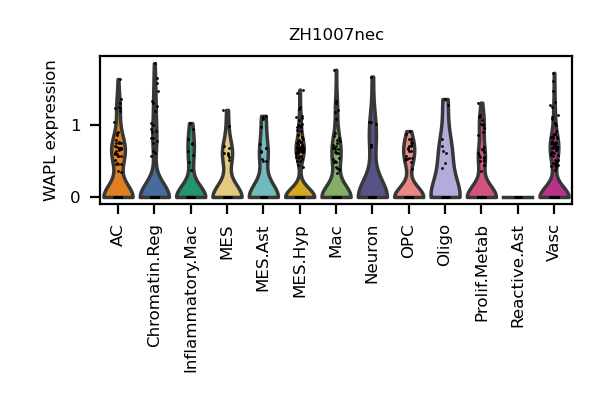 ZH1007nec
WAPL expression
1
0
AC
Chromatin.Reg
Inflammatory.Mac
MES
MES.Ast
MES.Hyp
Mac
Neuron
OPC
Oligo
Prolif.Metab
Reactive.Ast
Vasc